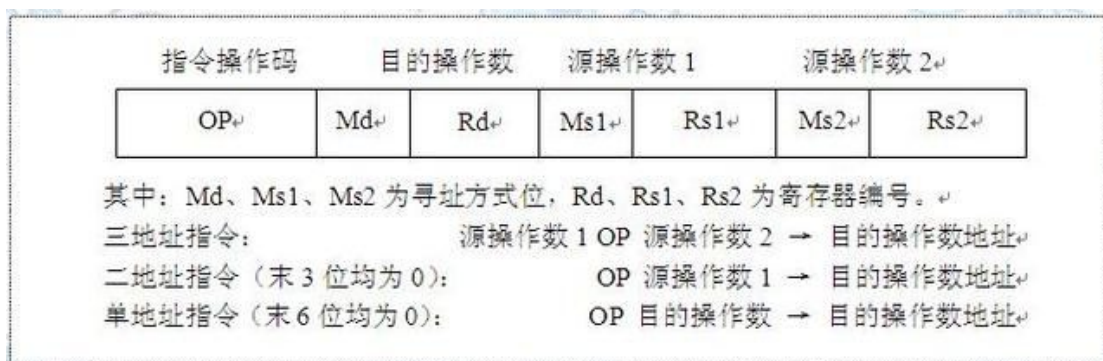 指令操作码 目的操作数 源操作数 1 源操作数 2↵
OP↵ Md↵ Rd↵ Ms1↵ Rs1↵ Ms2↵ Rs2↵
其中：Md、Ms1、Ms2 为寻址方式位，Rd、Rs1、Rs2 为寄存器编号。↵
三地址指令： 源操作数 1 OP 源操作数 2 → 目的操作数地址↵
二地址指令（末 3 位均为 0）： OP 源操作数 1 → 目的操作数地址↵
单地址指令（末 6 位均为 0）： OP 目的操作数 → 目的操作数地址↵